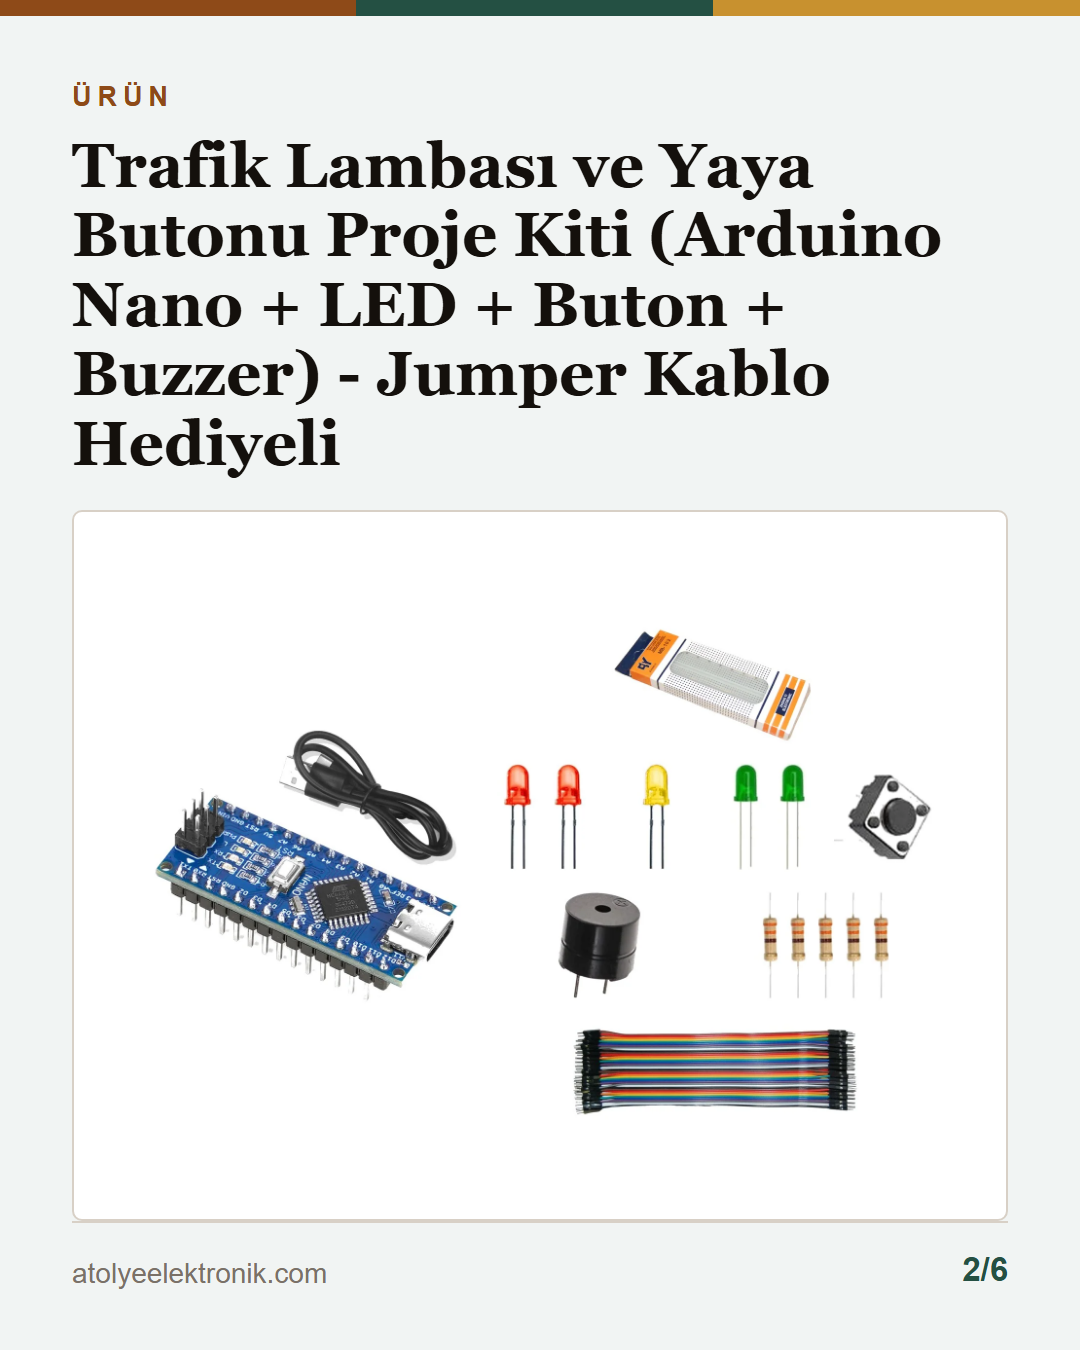 ÜRÜN
Trafik Lambası ve Yaya
Butonu Proje Kiti (Arduino
Nano + LED + Buton +
Buzzer) - Jumper Kablo
Hediyeli
atolyeelektronik.com
2/6